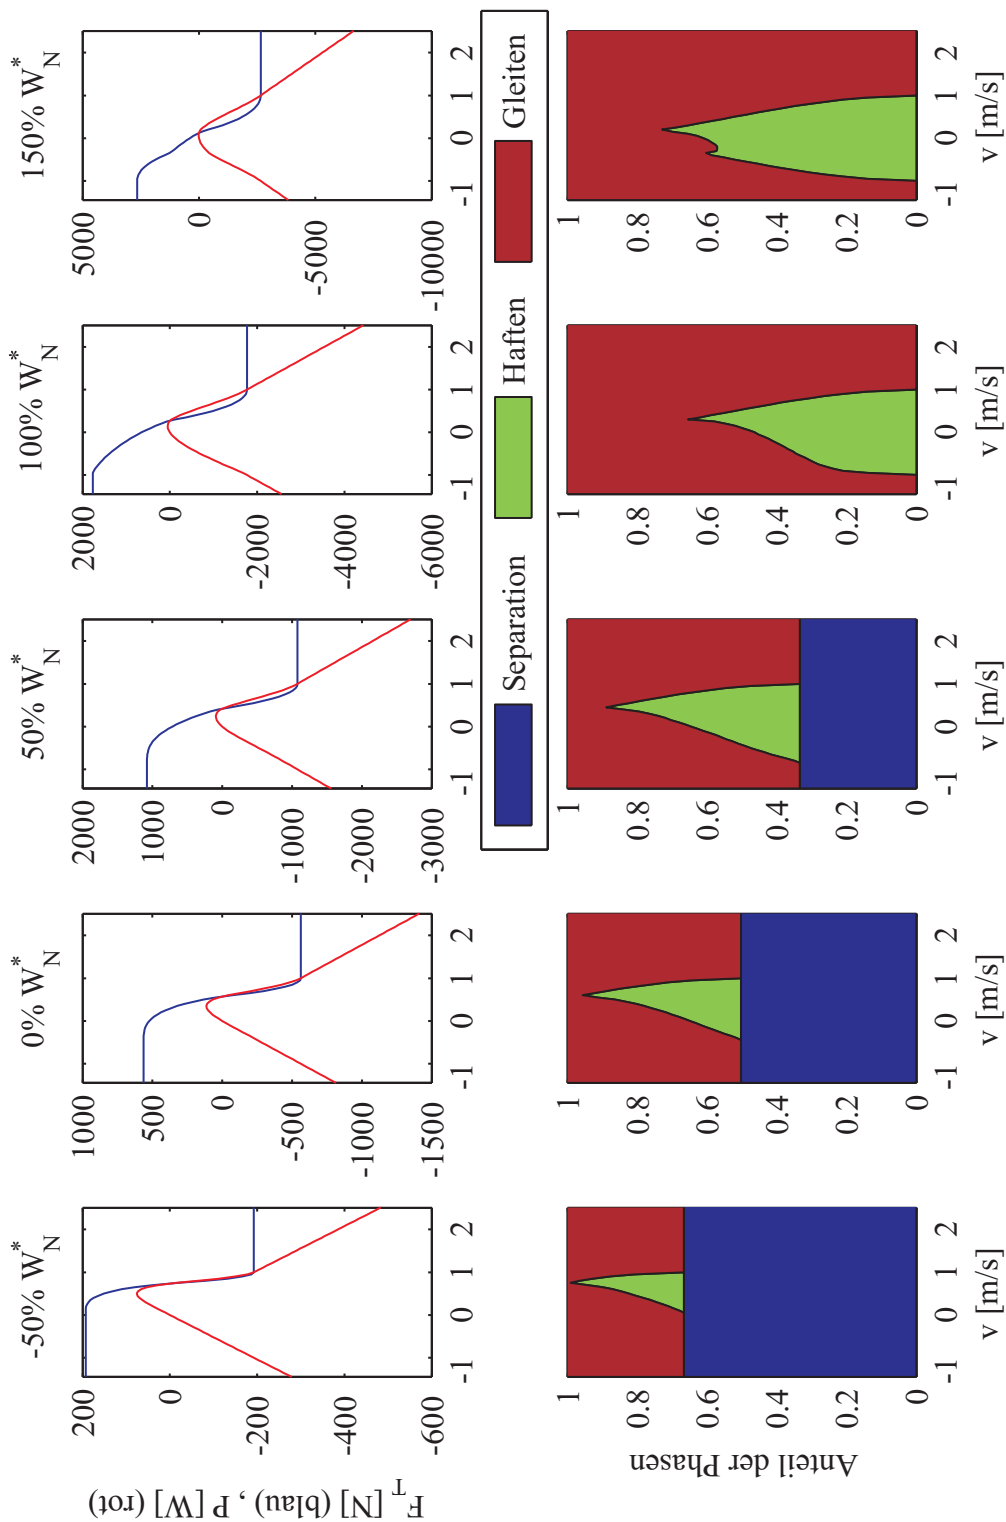 -50% W*N
0% W*N
50% W*N
100% W*N
150% W*N
F_T [N] (blau) , P [W] (rot)
200
0
-200
-400
-600
-1 0 1 2
1000
500
0
-500
-1000
-1500
-1 0 1 2
2000
1000
0
-1000
-2000
-3000
-1 0 1 2
2000
0
-2000
-4000
-6000
-1 0 1 2
5000
0
-5000
-10000
-1 0 1 2
Separation
Haften
Gleiten
Anteil der Phasen
1
0.8
0.6
0.4
0.2
0
-1 0 1 2
v [m/s]
1
0.8
0.6
0.4
0.2
0
-1 0 1 2
v [m/s]
1
0.8
0.6
0.4
0.2
0
-1 0 1 2
v [m/s]
1
0.8
0.6
0.4
0.2
0
-1 0 1 2
v [m/s]
1
0.8
0.6
0.4
0.2
0
-1 0 1 2
v [m/s]